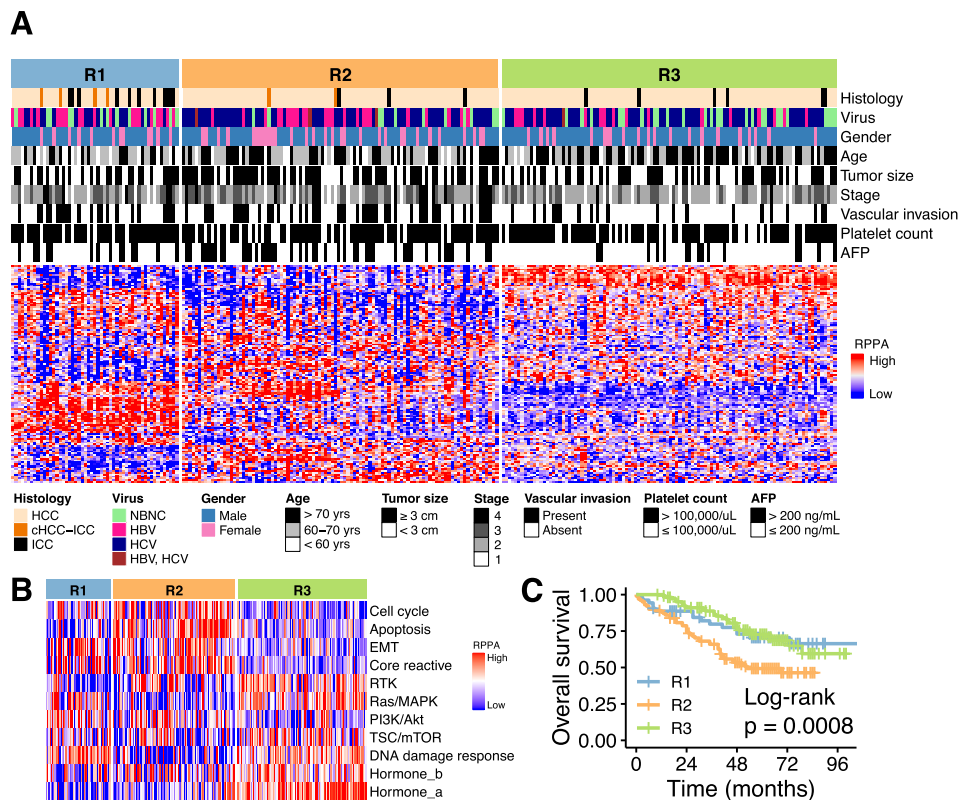 A
R1 R2 R3
Histology
Virus
Gender
Age
Tumor size
Stage
Vascular invasion
Platelet count
AFP
RPPA
High
Low
Histology
HCC
cHCC−ICC
ICC
Virus
NBNC
HBV
HCV
HBV, HCV
Gender
Male
Female
Age
> 70 yrs
60−70 yrs
< 60 yrs
Tumor size
≥ 3 cm
< 3 cm
Stage
4
3
2
1
Vascular invasion
Present
Absent
Platelet count
> 100,000/uL
≤ 100,000/uL
AFP
> 200 ng/mL
≤ 200 ng/mL
B
R1 R2 R3
Cell cycle
Apoptosis
EMT
Core reactive
RTK
Ras/MAPK
PI3K/Akt
TSC/mTOR
DNA damage response
Hormone_b
Hormone_a
RPPA
High
Low
C
Overall survival
1.00
0.75
0.50
0.25
0.00
R1
R2
R3
Log-rank
p = 0.0008
0 24 48 72 96
Time (months)